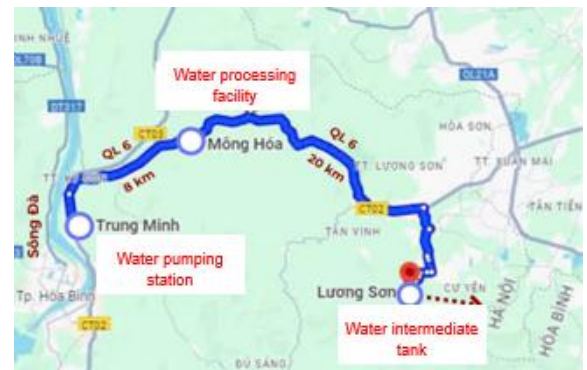 QL21A
ĐT317
Water processing
facility
HÒA SƠN
QL 6
CT03
Mông Hóa
QL 6
20 km
TT. LƯƠNG SƠN
TT. XUÂN MAI
8 km
TÂN TIẾN
Trung Minh
CT02
TÂN VINH
Sông Đà
Water pumping
station
Lương Sơn
CƯ YÊN
HÀ NỘI
HÒA BÌNH
Tp. Hòa Bình
CT02
Water intermediate
tank
ĐÚ SÁNG